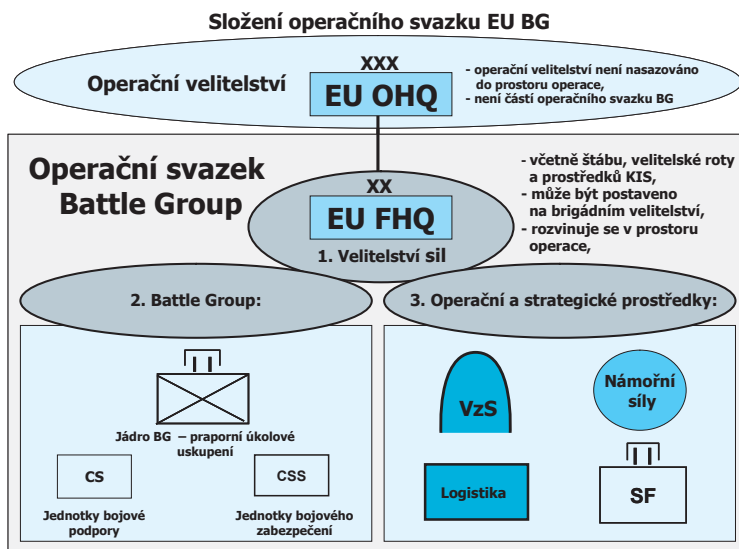 Složení operačního svazku EU BG
Operační velitelství
XXX
EU OHQ
- operační velitelství není nasazováno
do prostoru operace,
- není částí operačního svazku BG
Operační svazek
Battle Group
XX
EU FHQ
1. Velitelství sil
- včetně štábu, velitelské roty
a prostředků KIS,
- může být postaveno
na brigádním velitelství,
- rozvinuje se v prostoru
operace,
2. Battle Group:
3. Operační a strategické prostředky:
Jádro BG – praporní úkolové
uskupení
CS
CSS
Jednotky bojové
podpory
Jednotky bojového
zabezpečení
VzS
Námořní
síly
Logistika
SF